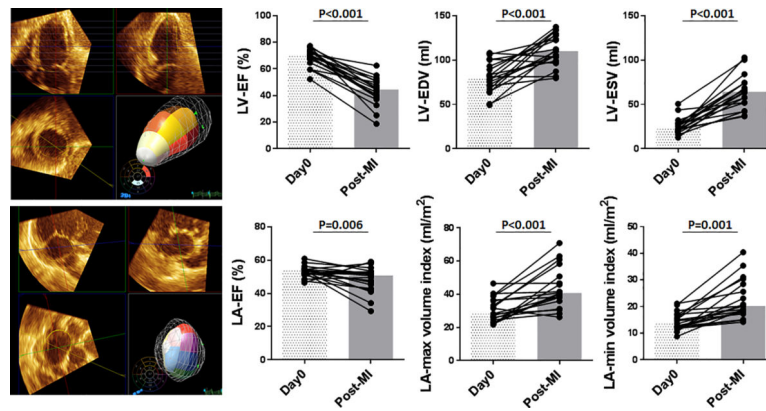 P<0.001
LV-EF (%)
100
80
60
40
20
0
Day0
Post-MI
P<0.001
LV-EDV (ml)
150
100
50
0
Day0
Post-MI
P<0.001
LV-ESV (ml)
150
100
50
0
Day0
Post-MI
P=0.006
LA-EF (%)
80
60
40
20
0
Day0
Post-MI
P<0.001
LA-max volume index (ml/m²)
80
60
40
20
0
Day0
Post-MI
P=0.001
LA-min volume index (ml/m²)
50
40
30
20
10
0
Day0
Post-MI